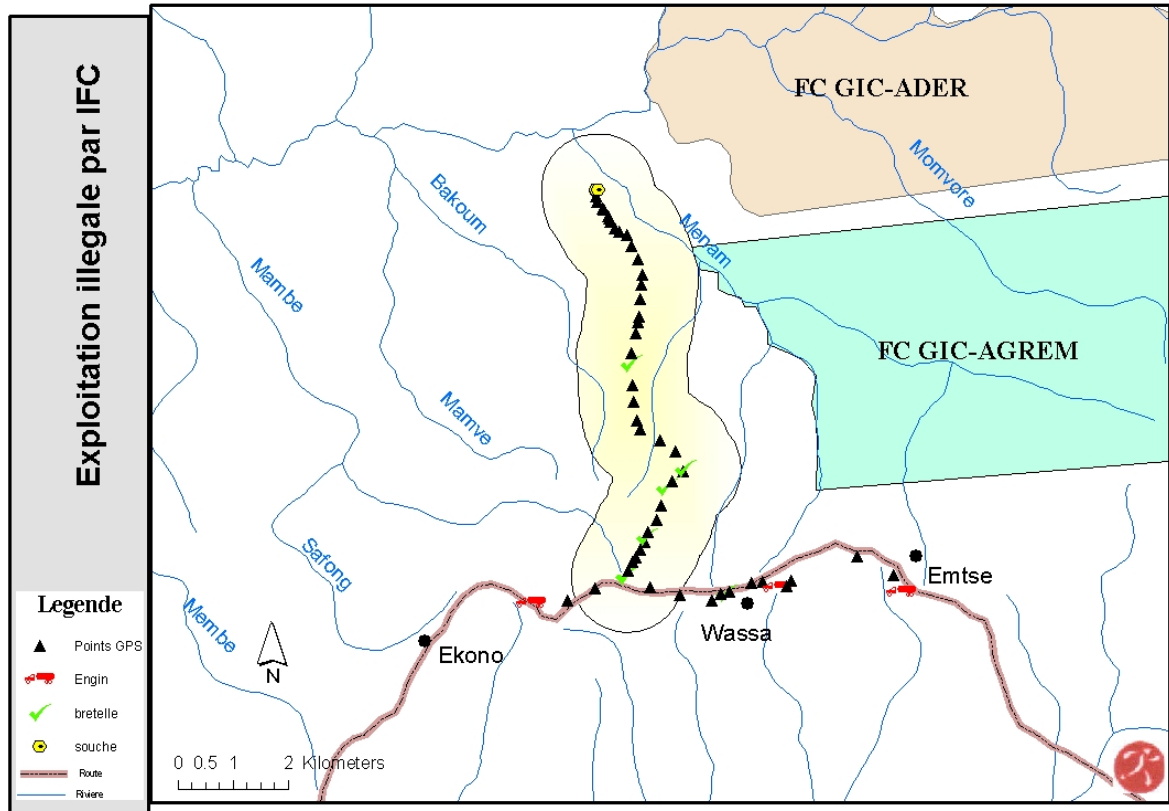 Exploitation illegale par IFC
FC GIC-ADER
Momvore
Bakoum
Menam
Mambe
FC GIC-AGREM
Mamve
Safong
Emtse
Legende
Wassa
Membe
Points GPS
Ekono
N
Engin
bretelle
souche
0 0.5 1 2 Kilometers
Route
Riviere